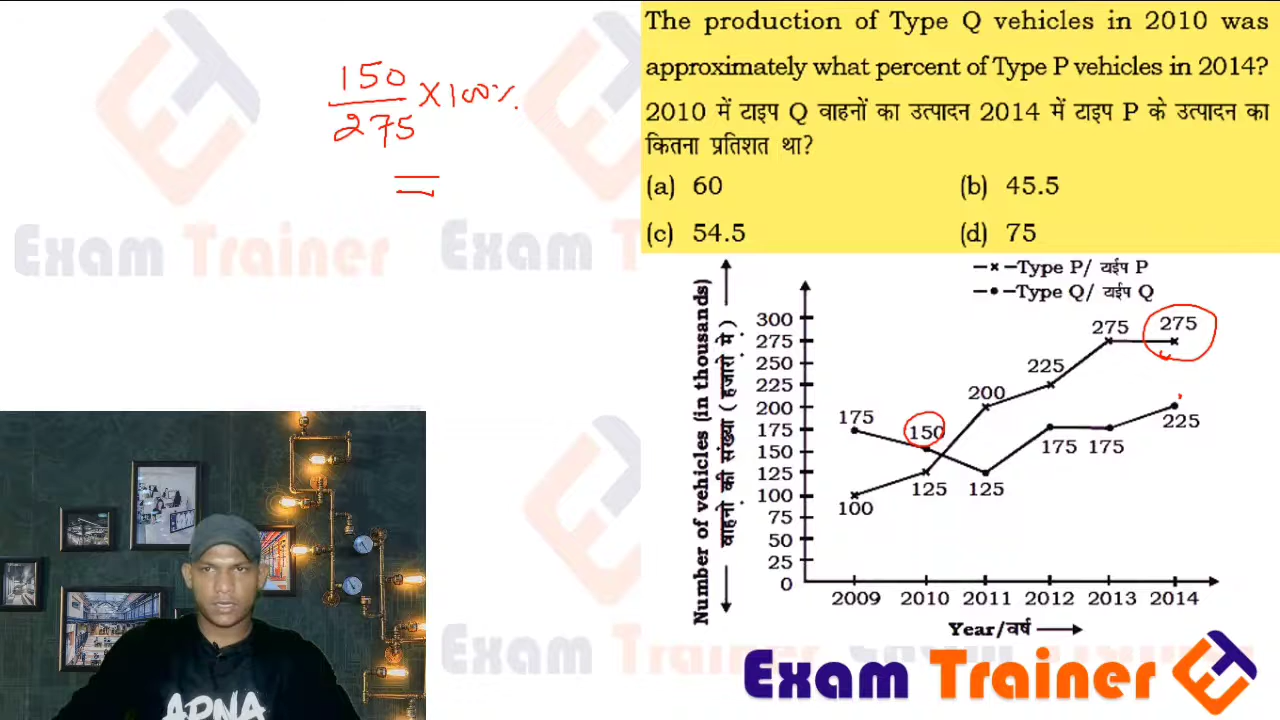 150
275
×100%
=
Exam Trainer
Exam Trainer
The production of Type Q vehicles in 2010 was
approximately what percent of Type P vehicles in 2014?
2010 में टाइप Q वाहनों का उत्पादन 2014 में टाइप P के उत्पादन का
कितना प्रतिशत था?
(a) 60
(b) 45.5
(c) 54.5
(d) 75
Type P/ टाईप P
Type Q/ टाईप Q
Number of vehicles (in thousands)
वाहनों की संख्या ( हजारों में )
300
275
250
225
200
175
150
125
100
75
50
25
0
175
150
125
175
175
225
100
125
200
225
275
275
2009 2010 2011 2012 2013 2014
Year/वर्ष
APNA
Exam Trainer
Exam Trainer